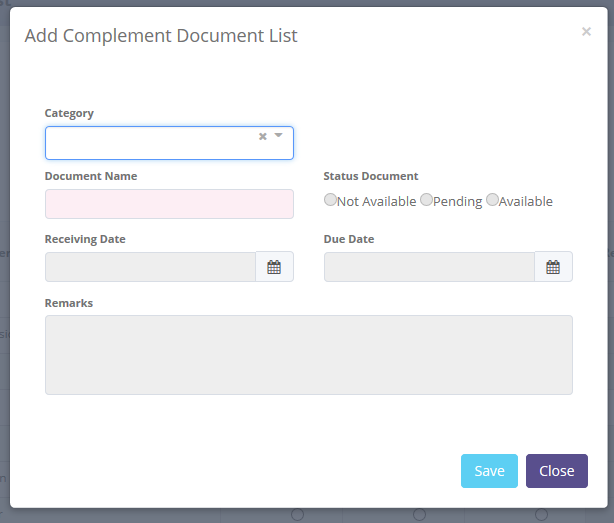 Add Complement Document List
×
Category
Document Name
Status Document
Not Available Pending Available
Receiving Date
Due Date
Remarks
Save
Close